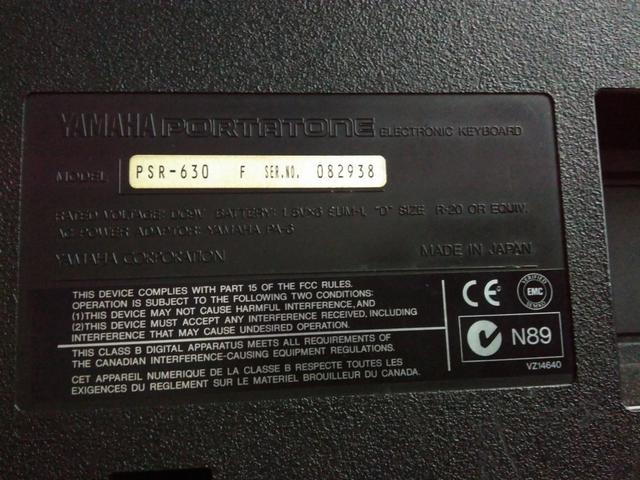 YAMAHA PORTATONE ELECTRONIC KEYBOARD
MODEL PSR-630 F SER.NO. 082938
RATED VOLTAGE: DC9V BATTERY: 1.5V×6 SUM-1, "D" SIZE R-20 OR EQUIV.
AC POWER ADAPTOR: YAMAHA PA-6
YAMAHA CORPORATION MADE IN JAPAN
THIS DEVICE COMPLIES WITH PART 15 OF THE FCC RULES.
OPERATION IS SUBJECT TO THE FOLLOWING TWO CONDITIONS:
(1)THIS DEVICE MAY NOT CAUSE HARMFUL INTERFERENCE, AND
(2)THIS DEVICE MUST ACCEPT ANY INTERFERENCE RECEIVED, INCLUDING
INTERFERENCE THAT MAY CAUSE UNDESIRED OPERATION.
THIS CLASS B DIGITAL APPARATUS MEETS ALL REQUIREMENTS OF
THE CANADIAN INTERFERENCE-CAUSING EQUIPMENT REGULATIONS.
CET APPAREIL NUMERIQUE DE LA CLASSE B RESPECTE TOUTES LES
EXIGENCES DU REGLEMENT SUR LE MATERIEL BROUILLEUR DU CANADA.
CE
VERIFIED
EMC
N89
VZ14640